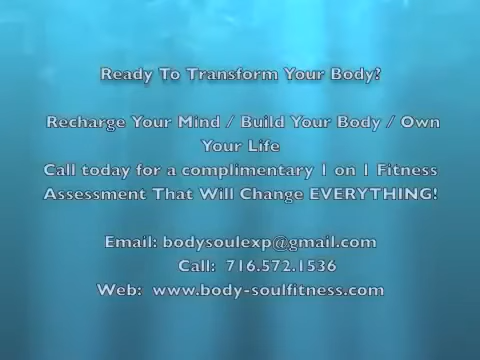 Ready To Transform Your Body?
Recharge Your Mind / Build Your Body / Own
Your Life
Call today for a complimentary 1 on 1 Fitness
Assessment That Will Change EVERYTHING!
Email: bodysoulexp@gmail.com
Call: 716.572.1536
Web: www.body-soulfitness.com